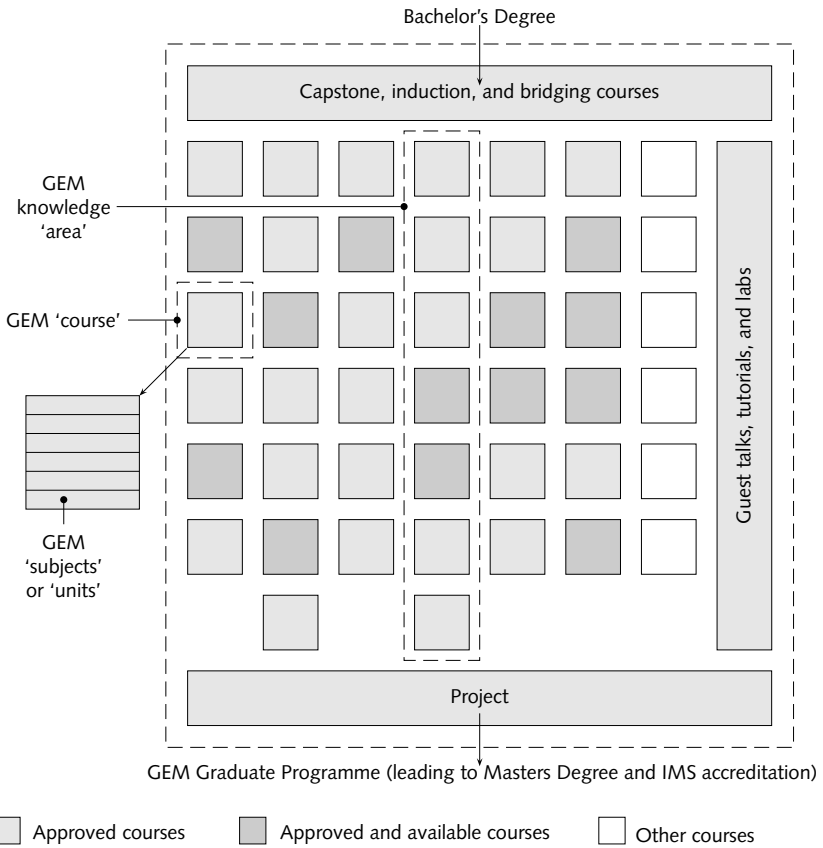 Bachelor's Degree
Capstone, induction, and bridging courses
GEM
knowledge
‘area’
GEM ‘course’
GEM
‘subjects’
or ‘units’
Guest talks, tutorials, and labs
Project
GEM Graduate Programme (leading to Masters Degree and IMS accreditation)
Approved courses
Approved and available courses
Other courses